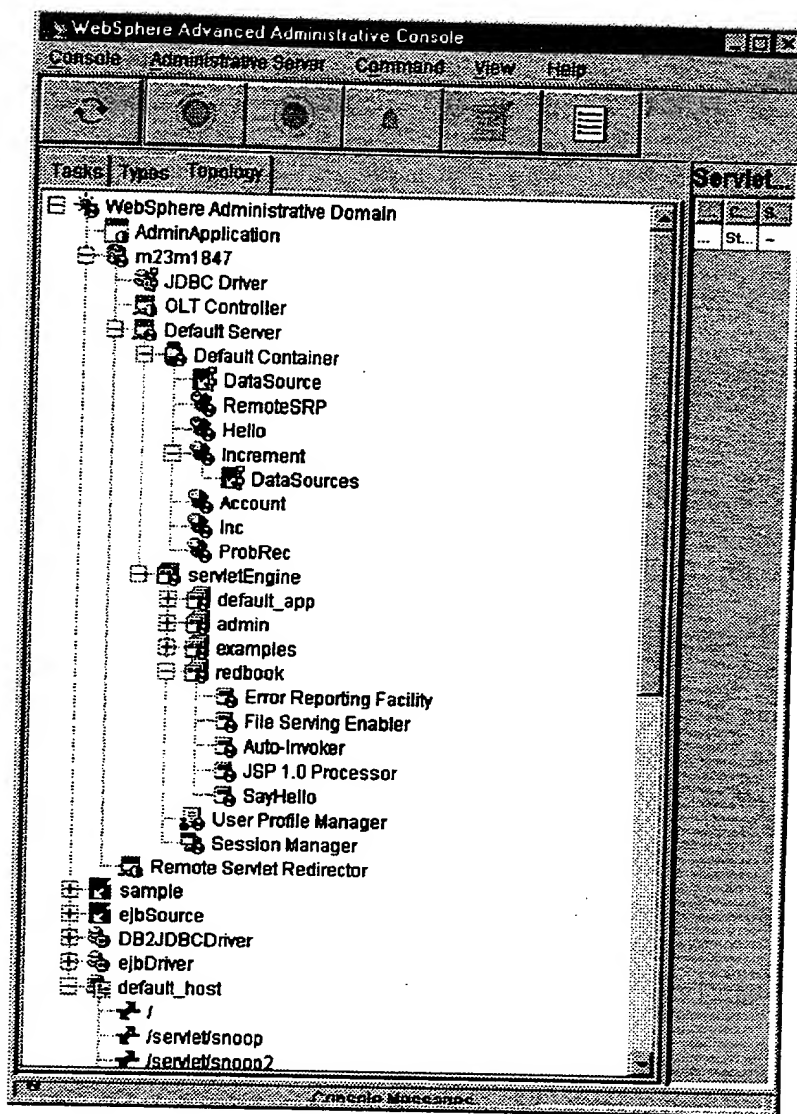 WebSphere Advanced Administrative Console
Console Administrative Server Command View Help
Tasks Types Topology
Servlet...
... C... S...
... St... –
WebSphere Administrative Domain
AdminApplication
m23m1847
JDBC Driver
OLT Controller
Default Server
Default Container
DataSource
RemoteSRP
Hello
Increment
DataSources
Account
Inc
ProbRec
servletEngine
default_app
admin
examples
redbook
Error Reporting Facility
File Serving Enabler
Auto-Invoker
JSP 1.0 Processor
SayHello
User Profile Manager
Session Manager
Remote Servlet Redirector
sample
ejbSource
DB2JDBCDriver
ejbDriver
default_host
/
/servlet/snoop
/servlet/snoop2
Console Messages